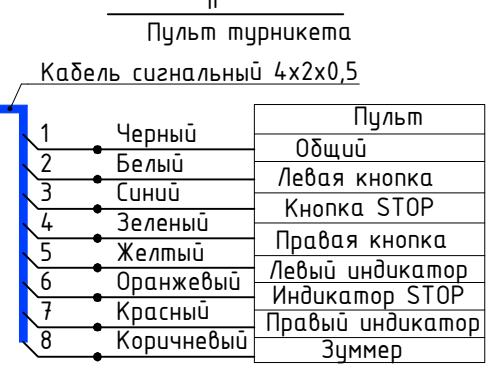 Пульт турникета
Кабель сигнальный 4х2х0,5
Пульт
1 Черный Общий
2 Белый Левая кнопка
3 Синий Кнопка STOP
4 Зеленый Правая кнопка
5 Желтый Левый индикатор
6 Оранжевый Индикатор STOP
7 Красный Правый индикатор
8 Коричневый Зуммер